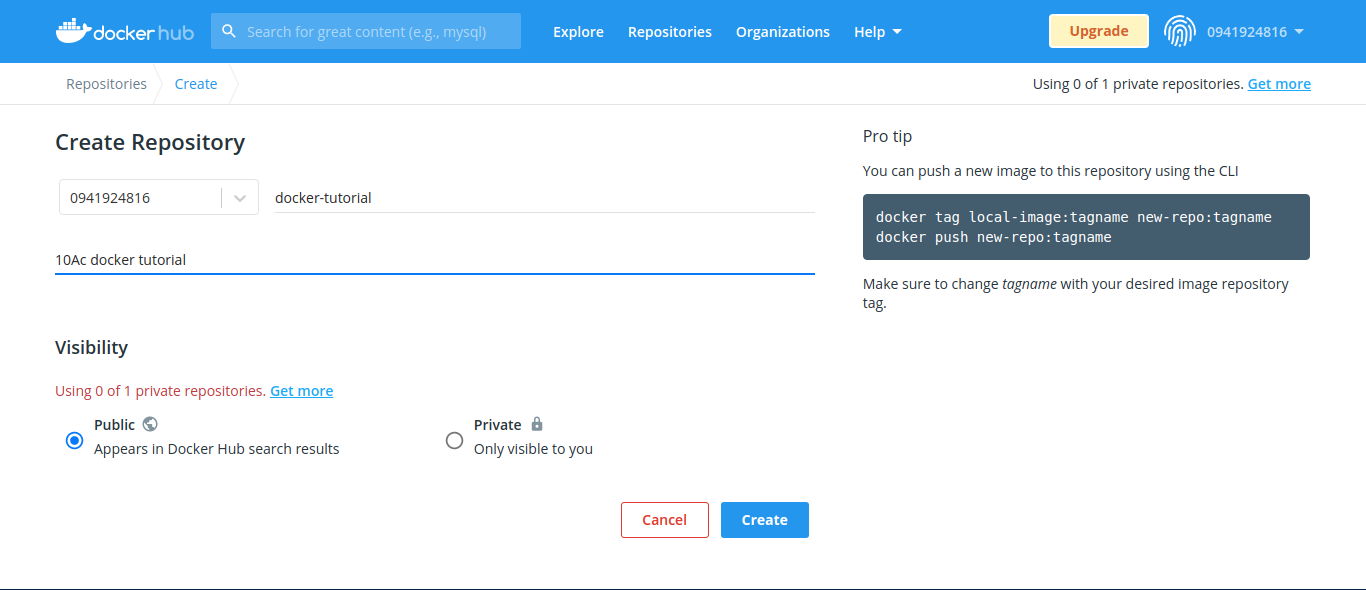 docker hub
Search for great content (e.g., mysql)
Explore
Repositories
Organizations
Help
Upgrade
0941924816
Repositories
Create
Using 0 of 1 private repositories. Get more
Create Repository
0941924816
docker-tutorial
10Ac docker tutorial
Visibility
Using 0 of 1 private repositories. Get more
Public
Appears in Docker Hub search results
Private
Only visible to you
Cancel
Create
Pro tip
You can push a new image to this repository using the CLI
docker tag local-image:tagname new-repo:tagname
docker push new-repo:tagname
Make sure to change tagname with your desired image repository
tag.